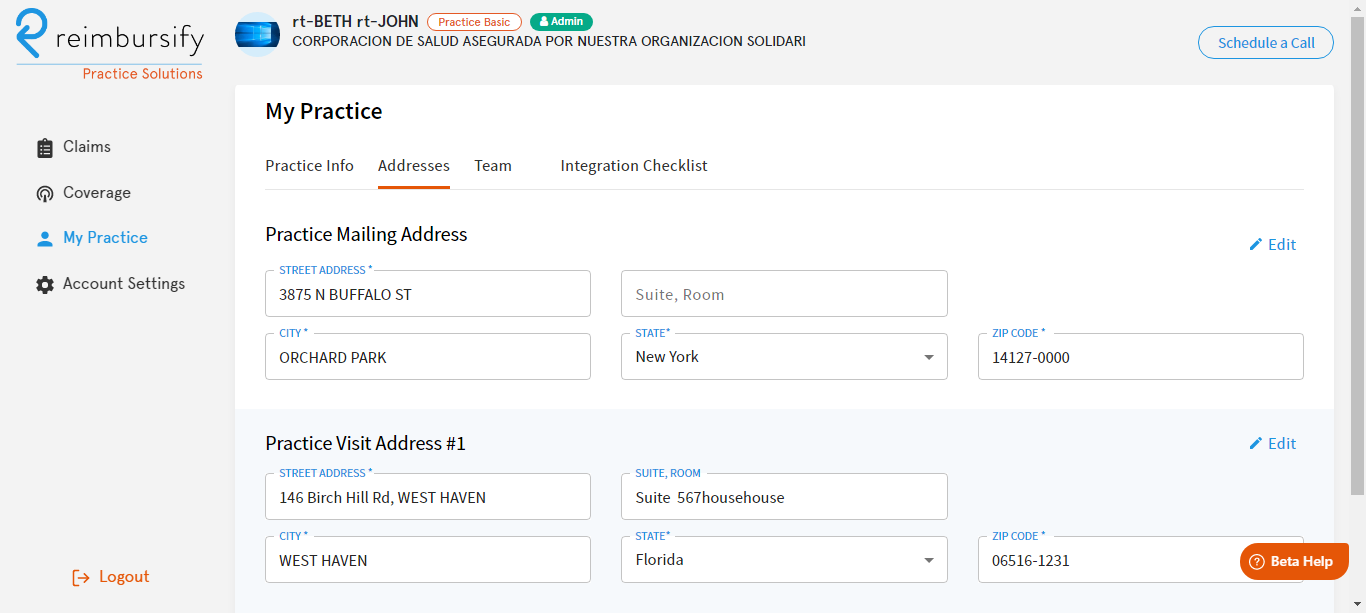 reimbursify
Practice Solutions
rt-BETH rt-JOHN Practice Basic Admin
CORPORACION DE SALUD ASEGURADA POR NUESTRA ORGANIZACION SOLIDARI
Schedule a Call
Claims
Coverage
My Practice
Account Settings
Logout
My Practice
Practice Info Addresses Team Integration Checklist
Practice Mailing Address
Edit
STREET ADDRESS *
3875 N BUFFALO ST Suite, Room
CITY * STATE* ZIP CODE *
ORCHARD PARK New York 14127-0000
Practice Visit Address #1
Edit
STREET ADDRESS * SUITE, ROOM
146 Birch Hill Rd, WEST HAVEN Suite  567househouse
CITY * STATE* ZIP CODE *
WEST HAVEN Florida 06516-1231
Beta Help